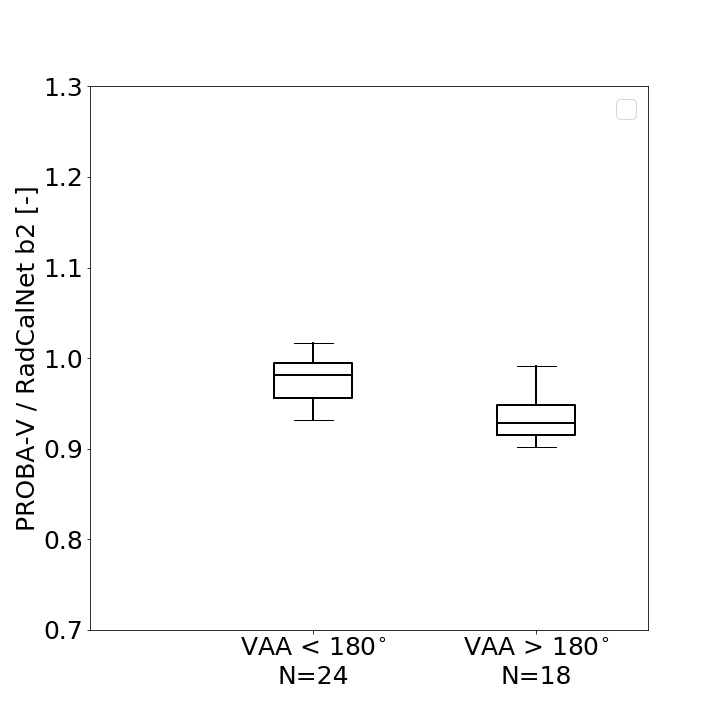 PROBA-V / RadCalNet b2 [-]
1.3
1.2
1.1
1.0
0.9
0.8
0.7
VAA < 180°
N=24
VAA > 180°
N=18